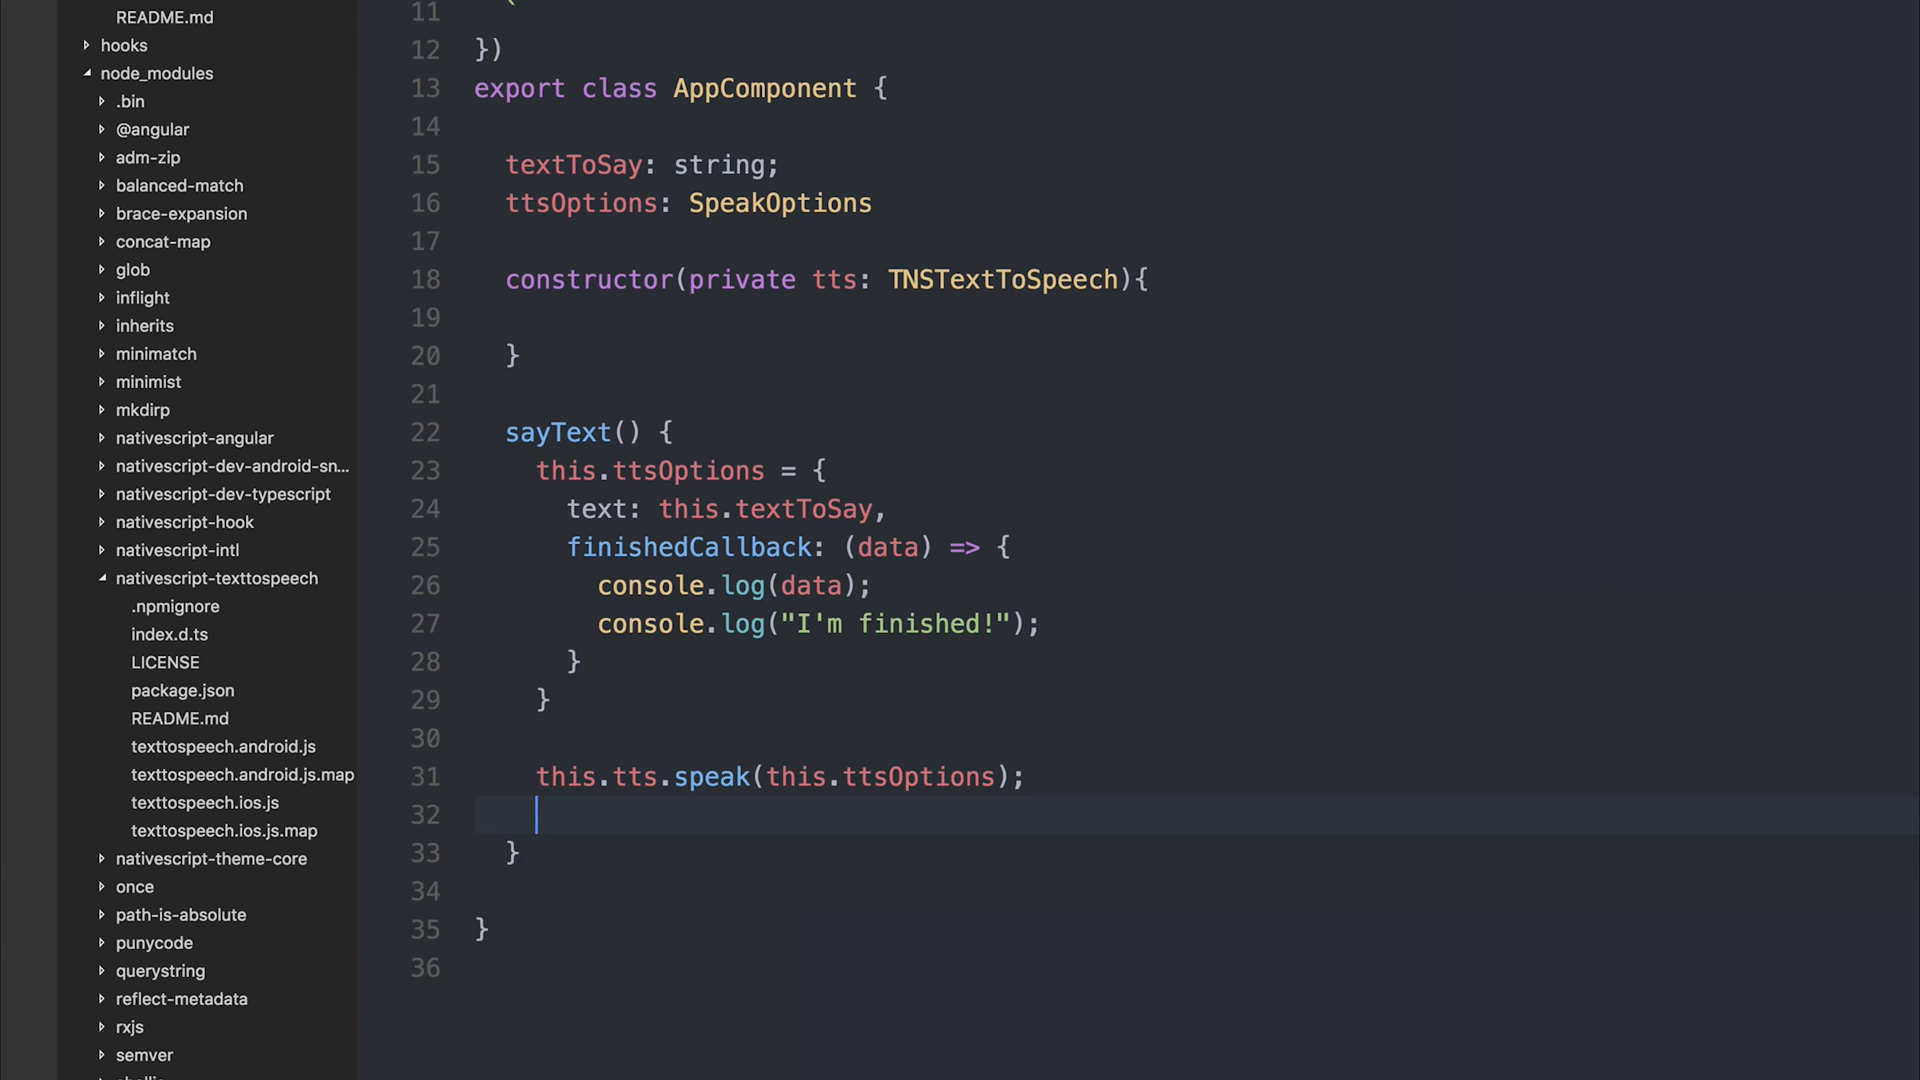 README.md
hooks
node_modules
.bin
@angular
adm-zip
balanced-match
brace-expansion
concat-map
glob
inflight
inherits
minimatch
minimist
mkdirp
nativescript-angular
nativescript-dev-android-sn...
nativescript-dev-typescript
nativescript-hook
nativescript-intl
nativescript-texttospeech
.npmignore
index.d.ts
LICENSE
package.json
README.md
texttospeech.android.js
texttospeech.android.js.map
texttospeech.ios.js
texttospeech.ios.js.map
nativescript-theme-core
once
path-is-absolute
punycode
querystring
reflect-metadata
rxjs
semver
11 `
12 })
13 export class AppComponent {
14
15 textToSay: string;
16 ttsOptions: SpeakOptions
17
18 constructor(private tts: TNSTextToSpeech){
19
20 }
21
22 sayText() {
23 this.ttsOptions = {
24 text: this.textToSay,
25 finishedCallback: (data) => {
26 console.log(data);
27 console.log("I'm finished!");
28 }
29 }
30
31 this.tts.speak(this.ttsOptions);
32
33 }
34
35 }
36